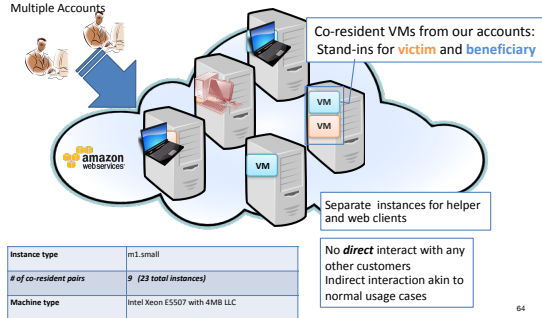 Multiple Accounts
Co-resident VMs from our accounts:
Stand-ins for victim and beneficiary
VM
VM
VM
amazon
webservices
Separate instances for helper
and web clients
No direct interact with any
other customers
Indirect interaction akin to
normal usage cases
Instance type m1.small
# of co-resident pairs 9 (23 total instances)
Machine type Intel Xeon E5507 with 4MB LLC
64